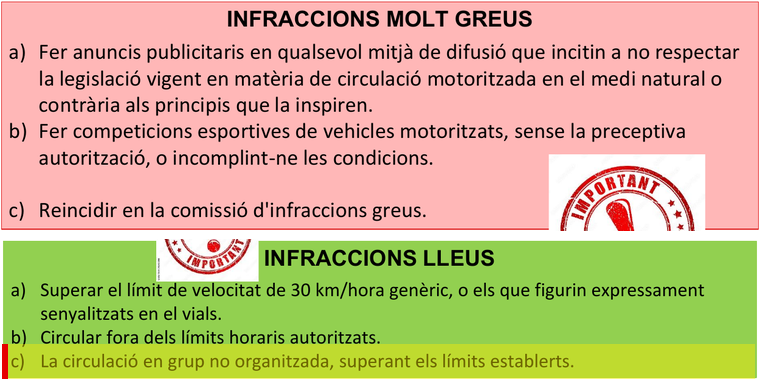 INFRACCIONS MOLT GREUS
a) Fer anuncis publicitaris en qualsevol mitjà de difusió que incitin a no respectar
la legislació vigent en matèria de circulació motoritzada en el medi natural o
contrària als principis que la inspiren.
b) Fer competicions esportives de vehicles motoritzats, sense la preceptiva
autorització, o incomplint-ne les condicions.
IMPORTANT
c) Reincidir en la comissió d'infraccions greus.
IMPORTANT
INFRACCIONS LLEUS
a) Superar el límit de velocitat de 30 km/hora genèric, o els que figurin expressament
senyalitzats en el vials.
b) Circular fora dels límits horaris autoritzats.
c) La circulació en grup no organitzada, superant els límits establerts.